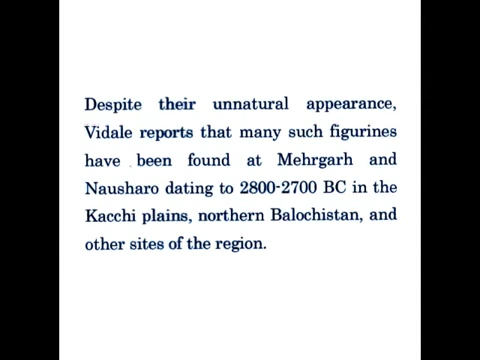 Despite their unnatural appearance,
Vidale reports that many such figurines
have been found at Mehrgarh and
Nausharo dating to 2800-2700 BC in the
Kacchi plains, northern Balochistan, and
other sites of the region.